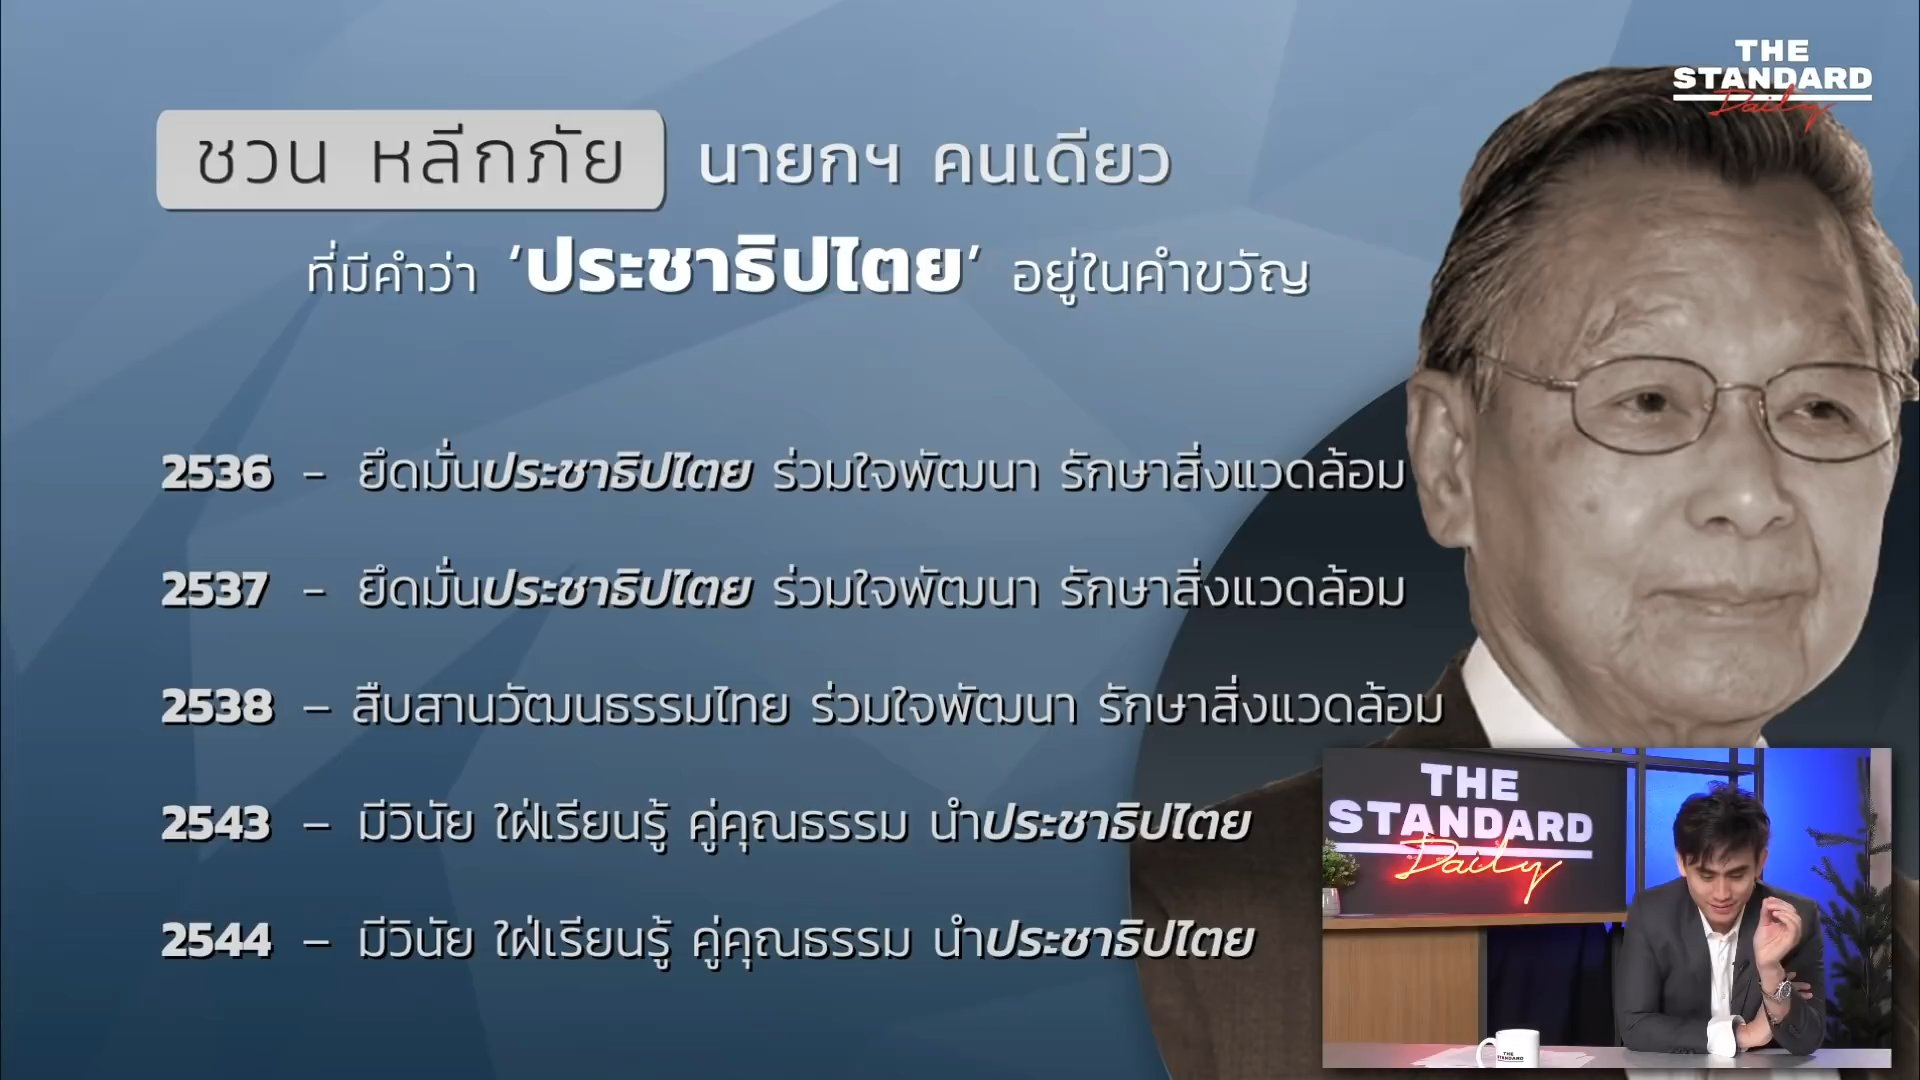 THE
STANDARD
Daily
ชวน หลีกภัย นายกฯ คนเดียว
ที่มีคำว่า ‘ประชาธิปไตย’ อยู่ในคำขวัญ
2536 – ยึดมั่นประชาธิปไตย ร่วมใจพัฒนา รักษาสิ่งแวดล้อม
2537 – ยึดมั่นประชาธิปไตย ร่วมใจพัฒนา รักษาสิ่งแวดล้อม
2538 – สืบสานวัฒนธรรมไทย ร่วมใจพัฒนา รักษาสิ่งแวดล้อม
2543 – มีวินัย ใฝ่เรียนรู้ คู่คุณธรรม นำประชาธิปไตย
2544 – มีวินัย ใฝ่เรียนรู้ คู่คุณธรรม นำประชาธิปไตย
THE
STANDARD
Daily
THE
STANDARD